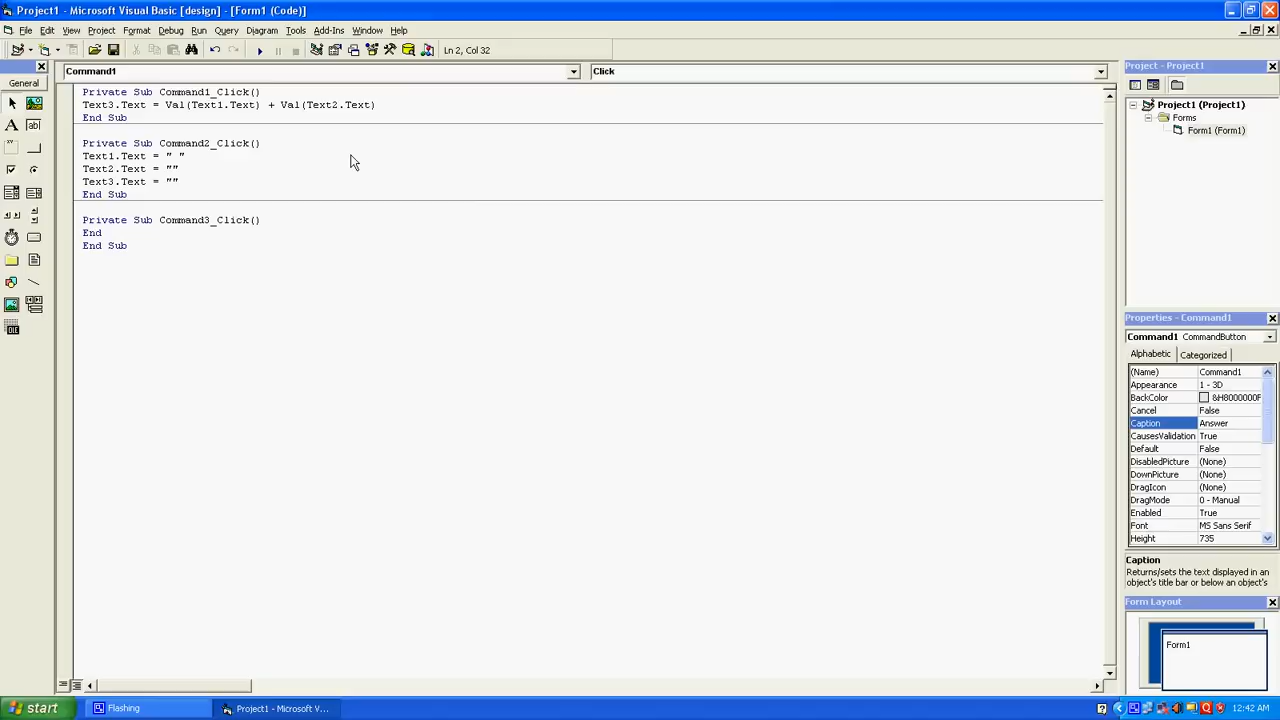 Project1 - Microsoft Visual Basic [design] - [Form1 (Code)]
File Edit View Project Format Debug Run Query Diagram Tools Add-Ins Window Help
Ln 2, Col 32
General
Command1
Click
Private Sub Command1_Click()
Text3.Text = Val(Text1.Text) + Val(Text2.Text)
End Sub
Private Sub Command2_Click()
Text1.Text = " "
Text2.Text = ""
Text3.Text = ""
End Sub
Private Sub Command3_Click()
End
End Sub
Project - Project1
Project1 (Project1)
Forms
Form1 (Form1)
Properties - Command1
Command1 CommandButton
Alphabetic Categorized
(Name) Command1
Appearance 1 - 3D
BackColor &H8000000F
Cancel False
Caption Answer
CausesValidation True
Default False
DisabledPicture (None)
DownPicture (None)
DragIcon (None)
DragMode 0 - Manual
Enabled True
Font MS Sans Serif
Height 735
Caption
Returns/sets the text displayed in an
object's title bar or below an object's
Form Layout
Form1
start
Flashing
Project1 - Microsoft V...
12:42 AM